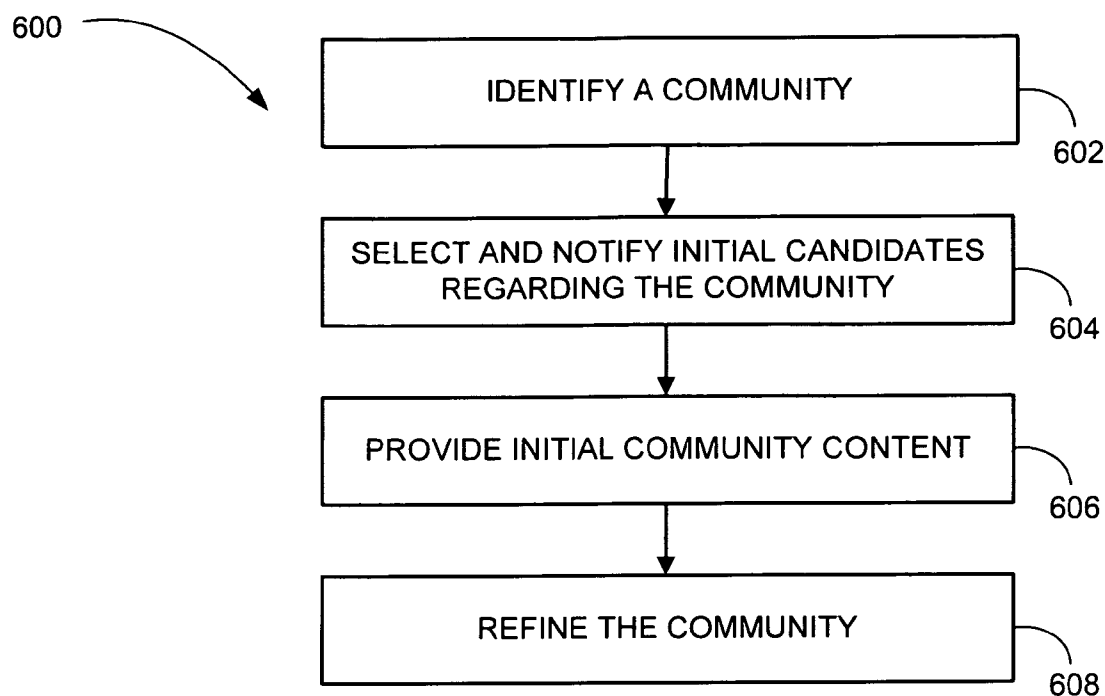 600
IDENTIFY A COMMUNITY
602
SELECT AND NOTIFY INITIAL CANDIDATES
REGARDING THE COMMUNITY
604
PROVIDE INITIAL COMMUNITY CONTENT
606
REFINE THE COMMUNITY
608